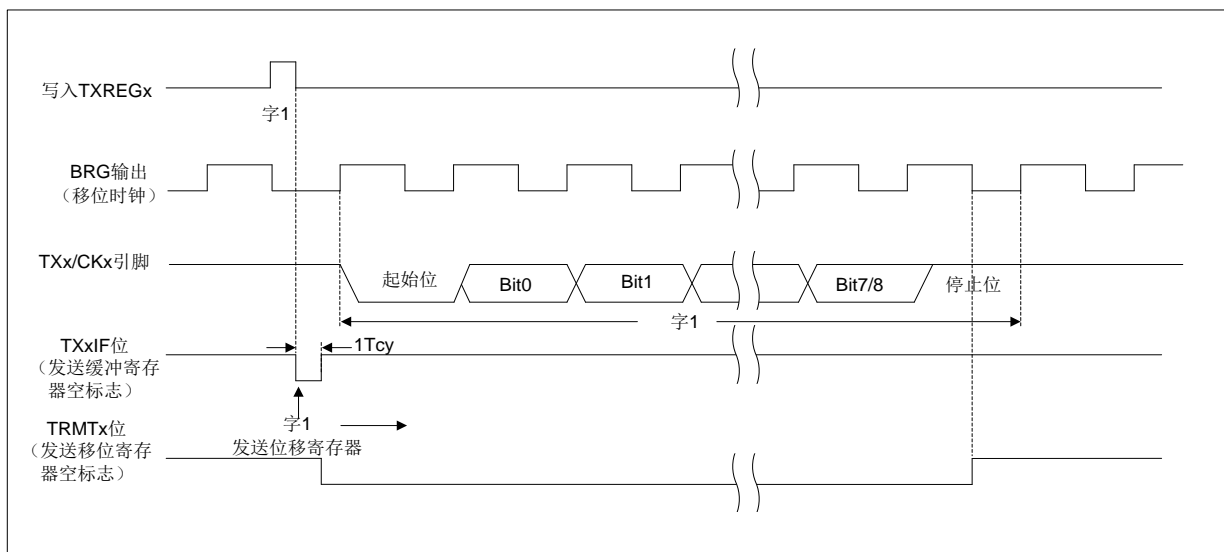 写入TXREGx
字1
BRG输出
（移位时钟）
TXx/CKx引脚
起始位
Bit0
Bit1
Bit7/8
停止位
字1
TXxIF位
（发送缓冲寄存
器空标志）
1Tcy
字1
发送位移寄存器
TRMTx位
（发送移位寄存
器空标志）